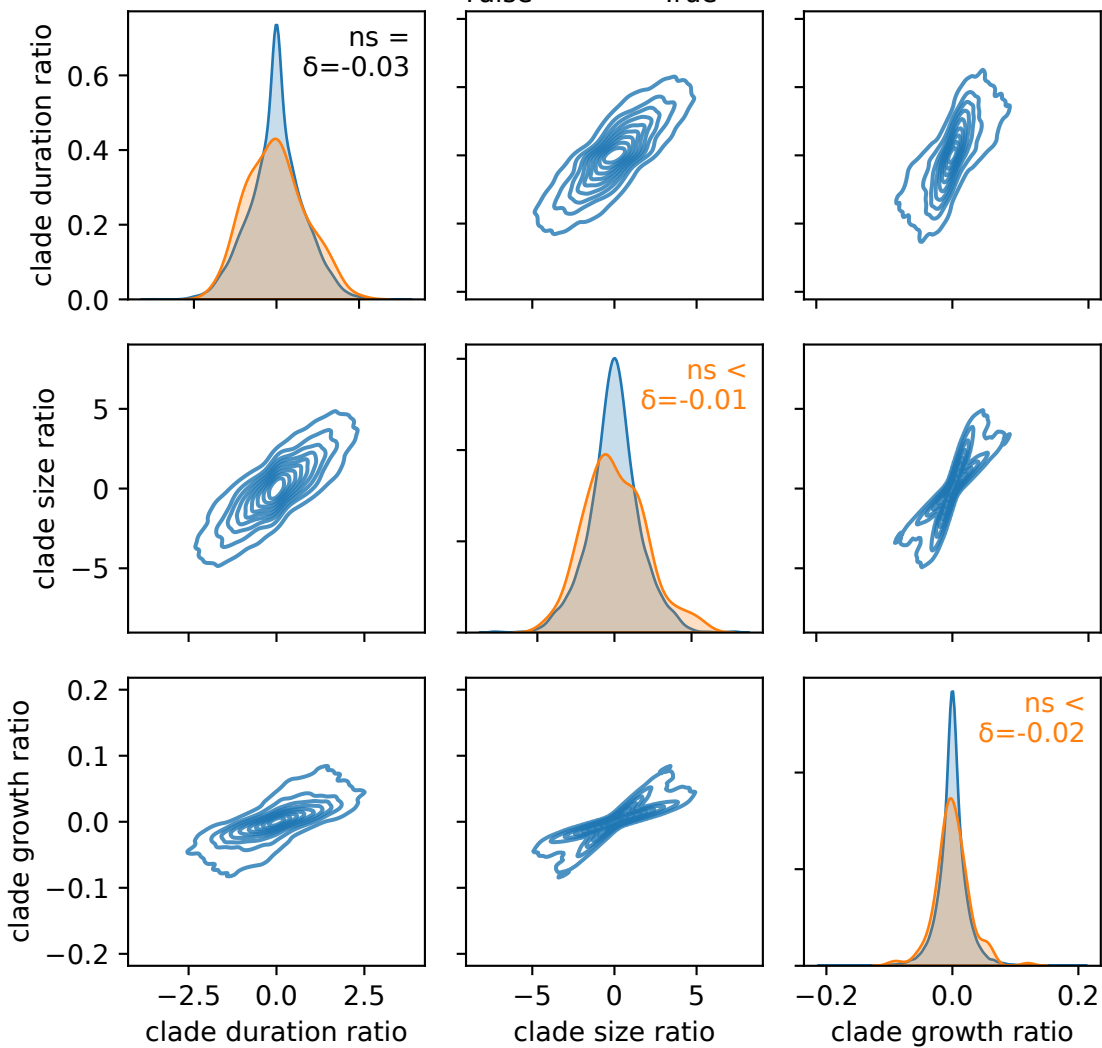 False True
clade duration ratio
0.6
0.4
0.2
0.0
ns =
δ=-0.03
clade size ratio
5
0
−5
ns <
δ=-0.01
clade growth ratio
0.2
0.1
0.0
−0.1
−0.2
ns <
δ=-0.02
−2.5 0.0 2.5
−5 0 5
−0.2 0.0 0.2
clade duration ratio
clade size ratio
clade growth ratio